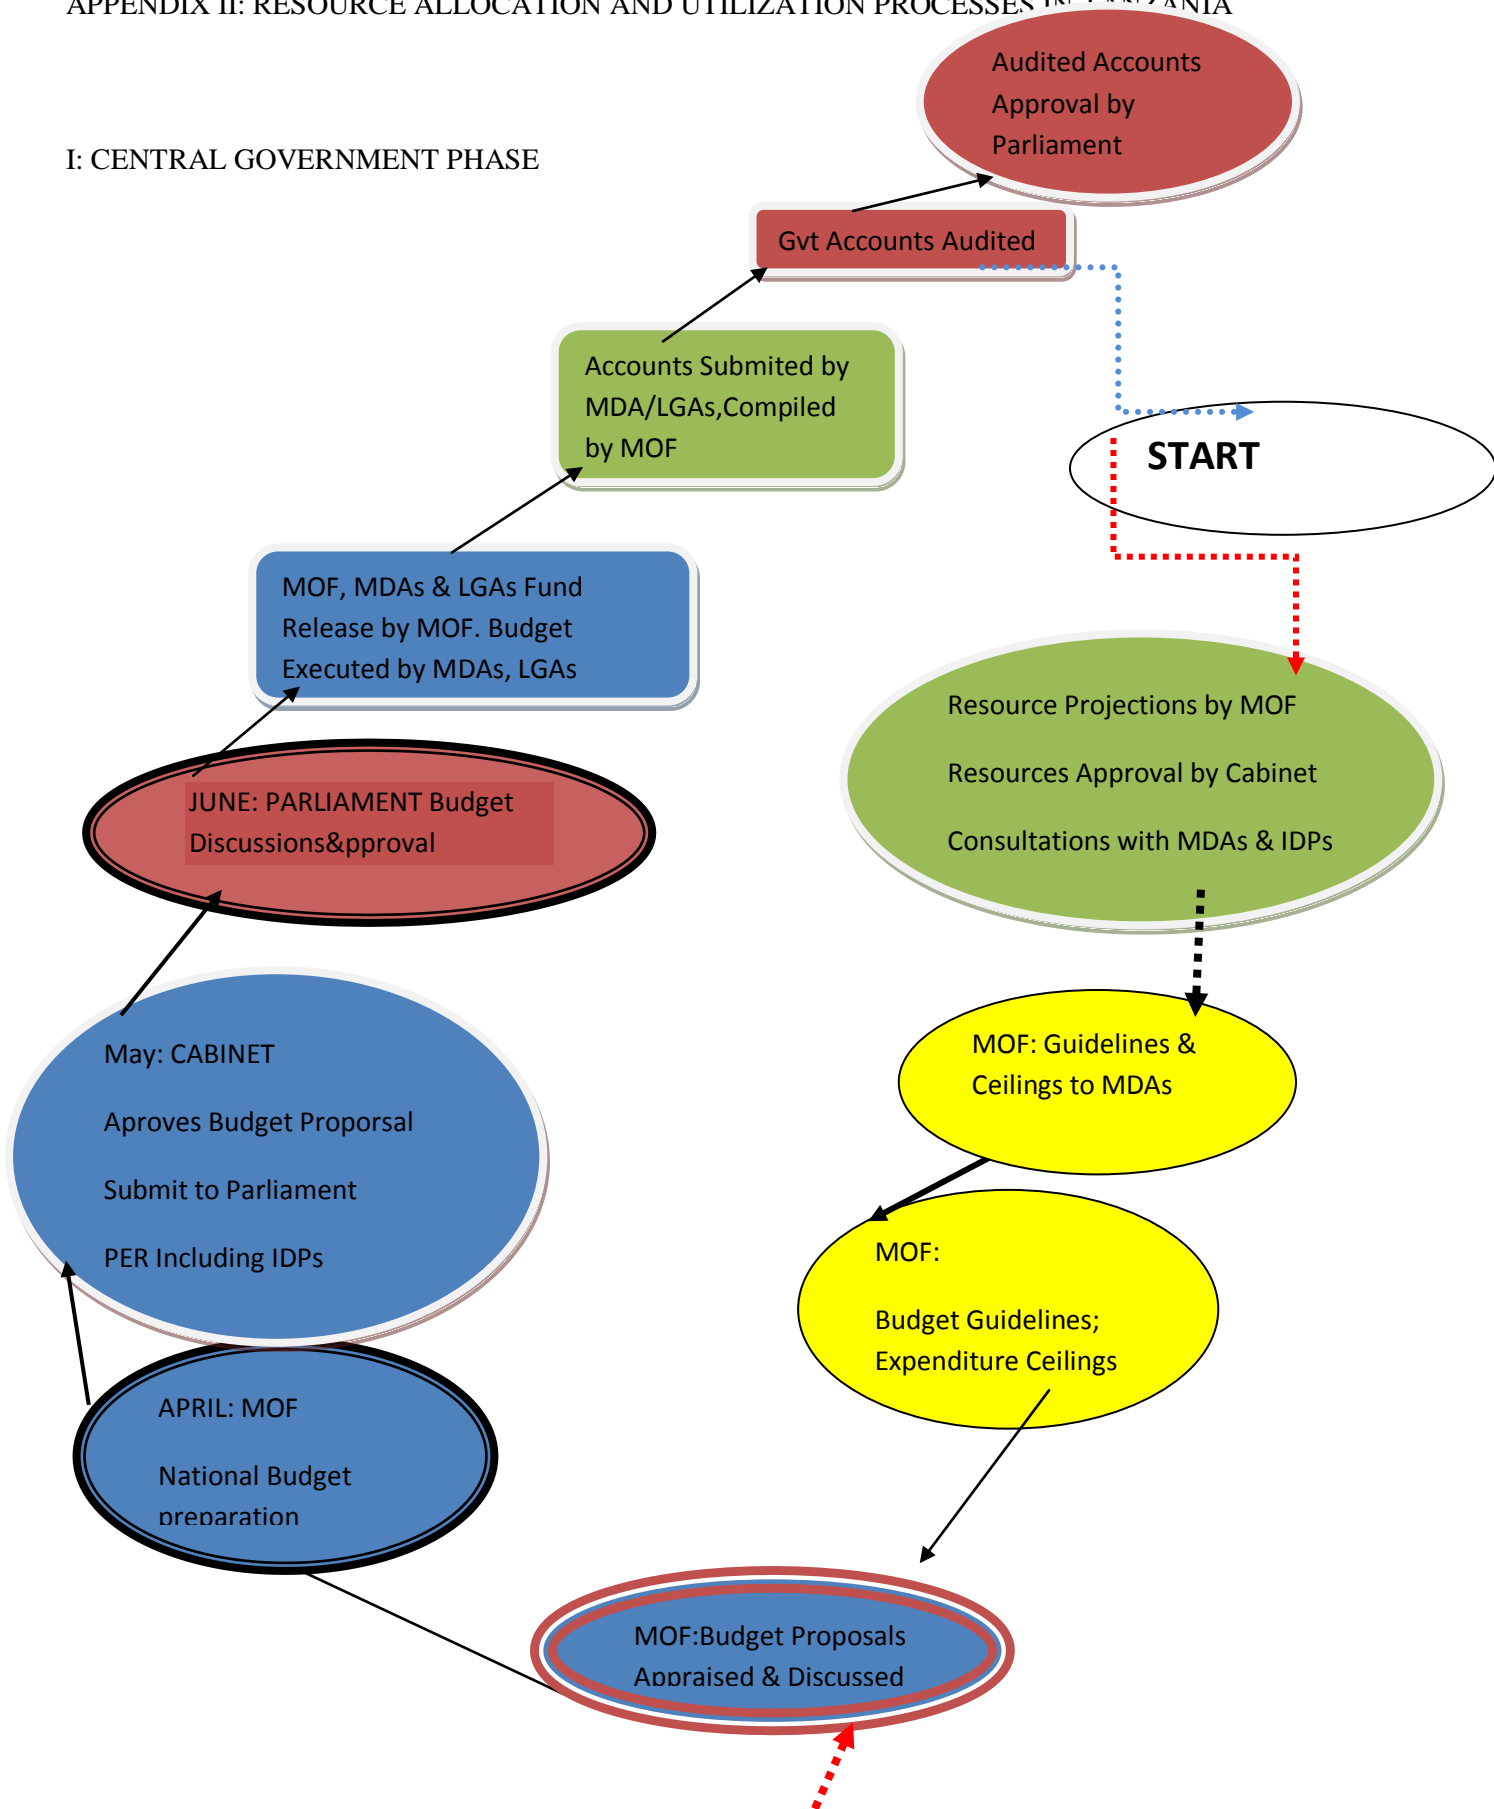 APPENDIX II: RESOURCE ALLOCATION AND UTILIZATION PROCESSES IN TANZANIA
Audited Accounts
Approval by
Parliament
I: CENTRAL GOVERNMENT PHASE
Gvt Accounts Audited
Accounts Submited by
MDA/LGAs,Compiled
by MOF
START
MOF, MDAs & LGAs Fund
Release by MOF. Budget
Executed by MDAs, LGAs
Resource Projections by MOF
Resources Approval by Cabinet
Consultations with MDAs & IDPs
JUNE: PARLIAMENT Budget
Discussions&pproval
MOF: Guidelines &
Ceilings to MDAs
May: CABINET
Aproves Budget Proporsal
Submit to Parliament
PER Including IDPs
MOF:
Budget Guidelines;
Expenditure Ceilings
APRIL: MOF
National Budget
preparation
MOF:Budget Proposals
Appraised & Discussed